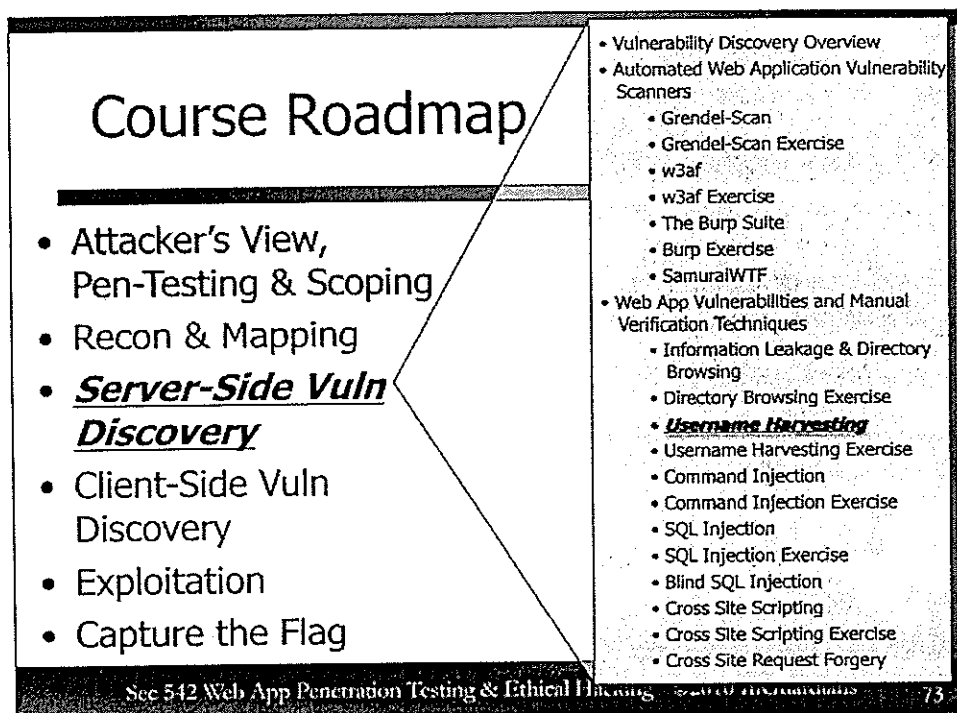 Course Roadmap
• Attacker's View,
Pen-Testing & Scoping
• Recon & Mapping
• Server-Side Vuln
Discovery
• Client-Side Vuln
Discovery
• Exploitation
• Capture the Flag
• Vulnerability Discovery Overview
• Automated Web Application Vulnerability
Scanners
• Grendel-Scan
• Grendel-Scan Exercise
• w3af
• w3af Exercise
• The Burp Suite
• Burp Exercise
• SamuraiWTF
• Web App Vulnerabilities and Manual
Verification Techniques
• Information Leakage & Directory
Browsing
• Directory Browsing Exercise
• Username Harvesting
• Username Harvesting Exercise
• Command Injection
• Command Injection Exercise
• SQL Injection
• SQL Injection Exercise
• Blind SQL Injection
• Cross Site Scripting
• Cross Site Scripting Exercise
• Cross Site Request Forgery
Sec 542 Web App Penetration Testing & Ethical Hacking
73